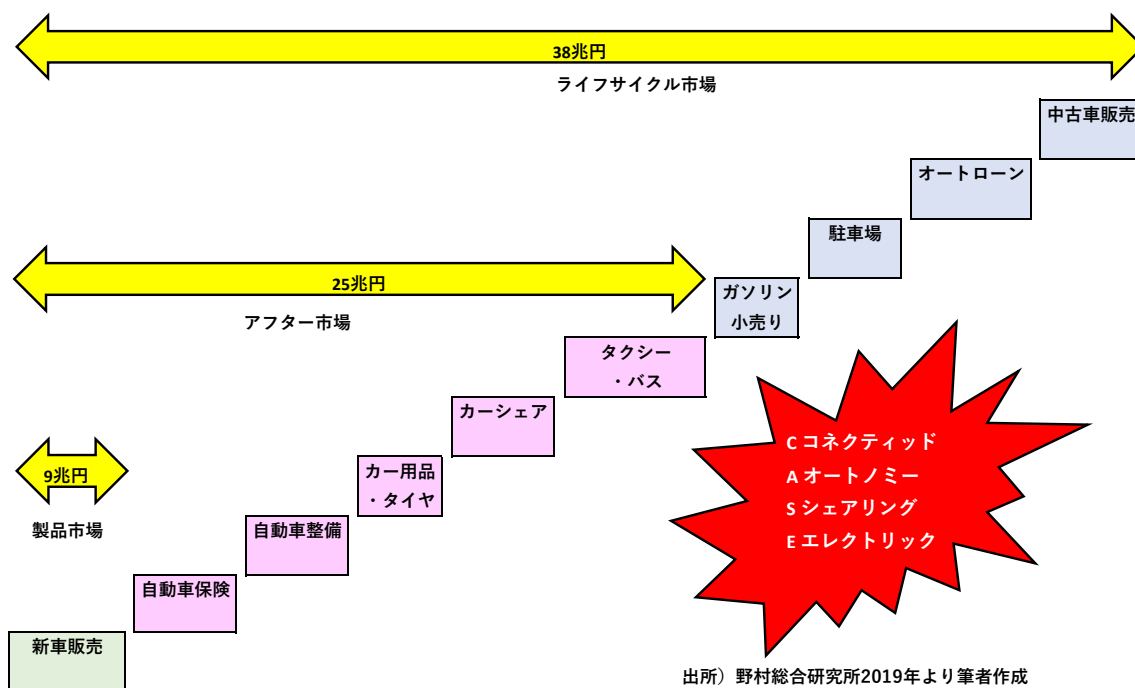 38兆円
ライフサイクル市場
中古車販売
オートローン
駐車場
25兆円
アフター市場
ガソリン
小売り
タクシー
・バス
カーシェア
9兆円
製品市場
カー用品
・タイヤ
自動車整備
自動車保険
新車販売
C コネクティッド
A オートノミー
S シェアリング
E エレクトリック
出所）野村総合研究所2019年より筆者作成